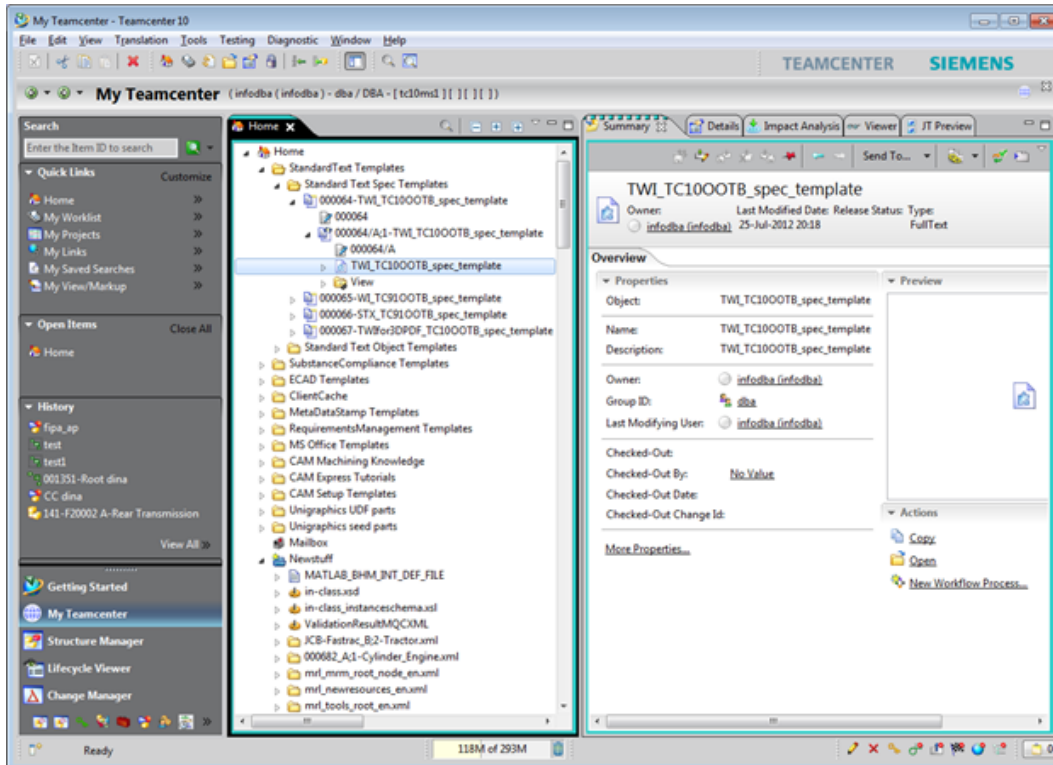 My Teamcenter - Teamcenter 10
File Edit View Translation Tools Testing Diagnostic Window Help
TEAMCENTER SIEMENS
My Teamcenter ( infodba ( infodba ) - dba / DBA - [ tc10ms1 ] [ ] [ ] [ ] )
Search
Enter the Item ID to search
Quick Links Customize
Home
My Worklist
My Projects
My Links
My Saved Searches
My View/Markup
Open Items Close All
Home
History
fipa_ap
test
test1
001351-Root dina
CC dina
141-F20002 A-Rear Transmission
View All
Getting Started
My Teamcenter
Structure Manager
Lifecycle Viewer
Change Manager
Home
Home
StandardText Templates
Standard Text Spec Templates
000064-TWI_TC10OOTB_spec_template
000064
000064/A;1-TWI_TC10OOTB_spec_template
000064/A
TWI_TC10OOTB_spec_template
View
000065-WI_TC91OOTB_spec_template
000066-STX_TC91OOTB_spec_template
000067-TWIfor3DPDF_TC10OOTB_spec_template
Standard Text Object Templates
SubstanceCompliance Templates
ECAD Templates
ClientCache
MetaDataStamp Templates
RequirementsManagement Templates
MS Office Templates
CAM Machining Knowledge
CAM Express Tutorials
CAM Setup Templates
Unigraphics UDF parts
Unigraphics seed parts
Mailbox
Newstuff
MATLAB_BHM_INT_DEF_FILE
in-class.xsd
in-class_instanceschema.xsl
ValidationResultMQCXML
JCB-Fastrac_B;2-Tractor.xml
000682_A;1-Cylinder_Engine.xml
mrl_mrm_root_node_en.xml
mrl_newresources_en.xml
mrl_tools_root_en.xml
Summary Details Impact Analysis Viewer JT Preview
Send To...
TWI_TC10OOTB_spec_template
Owner: Last Modified Date: Release Status: Type:
infodba (infodba) 25-Jul-2012 20:18 FullText
Overview
Properties
Object: TWI_TC10OOTB_spec_template
Name: TWI_TC10OOTB_spec_template
Description: TWI_TC10OOTB_spec_template
Owner: infodba (infodba)
Group ID: dba
Last Modifying User: infodba (infodba)
Checked-Out:
Checked-Out By: No Value
Checked-Out Date:
Checked-Out Change Id:
More Properties...
Preview
Actions
Copy
Open
New Workflow Process...
Ready
118M of 293M
0